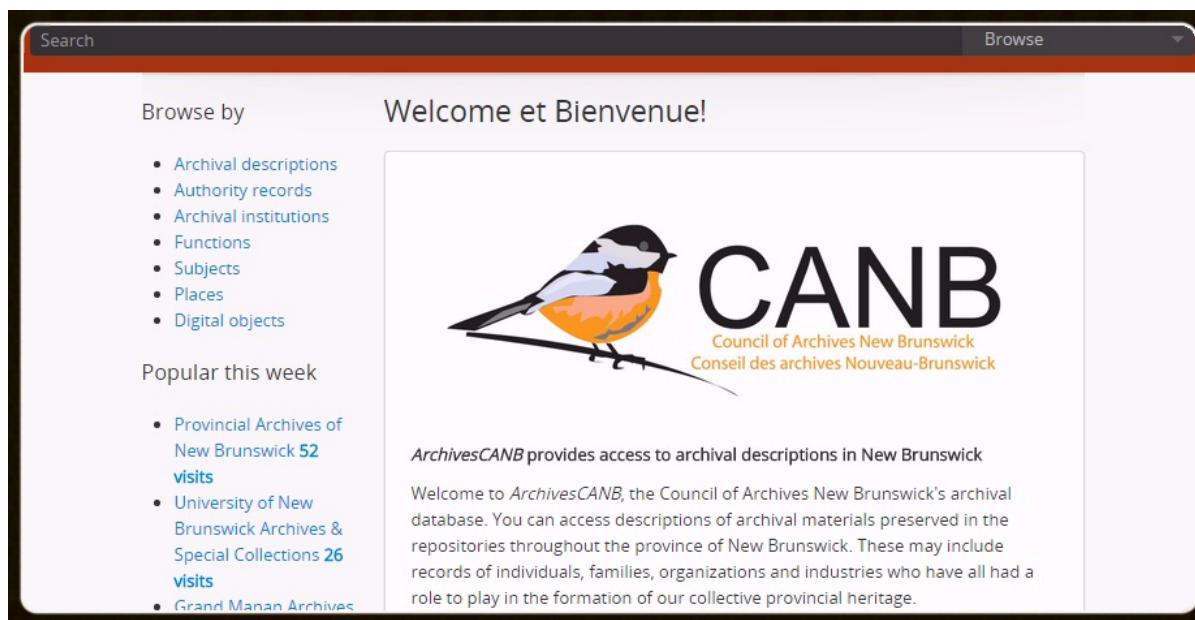 Search
Browse
Browse by
Archival descriptions
Authority records
Archival institutions
Functions
Subjects
Places
Digital objects
Popular this week
Provincial Archives of
New Brunswick 52
visits
University of New
Brunswick Archives &
Special Collections 26
visits
Grand Manan Archives
Welcome et Bienvenue!
CANB
Council of Archives New Brunswick
Conseil des archives Nouveau-Brunswick
ArchivesCANB provides access to archival descriptions in New Brunswick
Welcome to ArchivesCANB, the Council of Archives New Brunswick's archival
database. You can access descriptions of archival materials preserved in the
repositories throughout the province of New Brunswick. These may include
records of individuals, families, organizations and industries who have all had a
role to play in the formation of our collective provincial heritage.